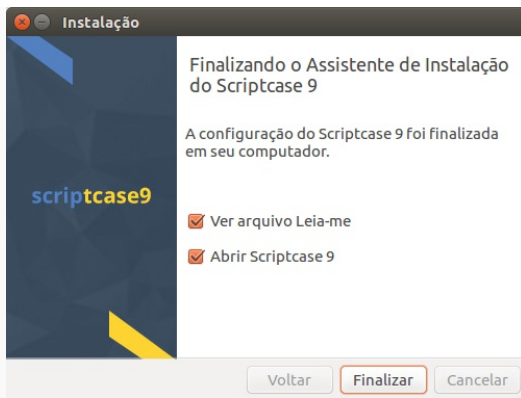 Instalação
Finalizando o Assistente de Instalação
do Scriptcase 9
A configuração do Scriptcase 9 foi finalizada
em seu computador.
scriptcase9
Ver arquivo Leia-me
Abrir Scriptcase 9
Voltar
Finalizar
Cancelar